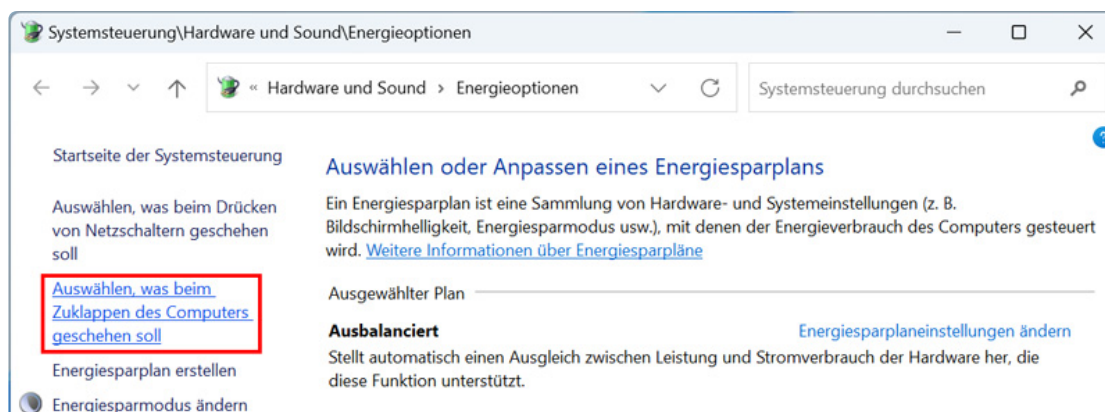 Systemsteuerung\Hardware und Sound\Energieoptionen
« Hardware und Sound › Energieoptionen
Systemsteuerung durchsuchen
?
Startseite der Systemsteuerung
Auswählen, was beim Drücken
von Netzschaltern geschehen
soll
Auswählen, was beim
Zuklappen des Computers
geschehen soll
Energiesparplan erstellen
Energiesparmodus ändern
Auswählen oder Anpassen eines Energiesparplans
Ein Energiesparplan ist eine Sammlung von Hardware- und Systemeinstellungen (z. B.
Bildschirmhelligkeit, Energiesparmodus usw.), mit denen der Energieverbrauch des Computers gesteuert
wird. Weitere Informationen über Energiesparpläne
Ausgewählter Plan
Ausbalanciert Energiesparplaneinstellungen ändern
Stellt automatisch einen Ausgleich zwischen Leistung und Stromverbrauch der Hardware her, die
diese Funktion unterstützt.